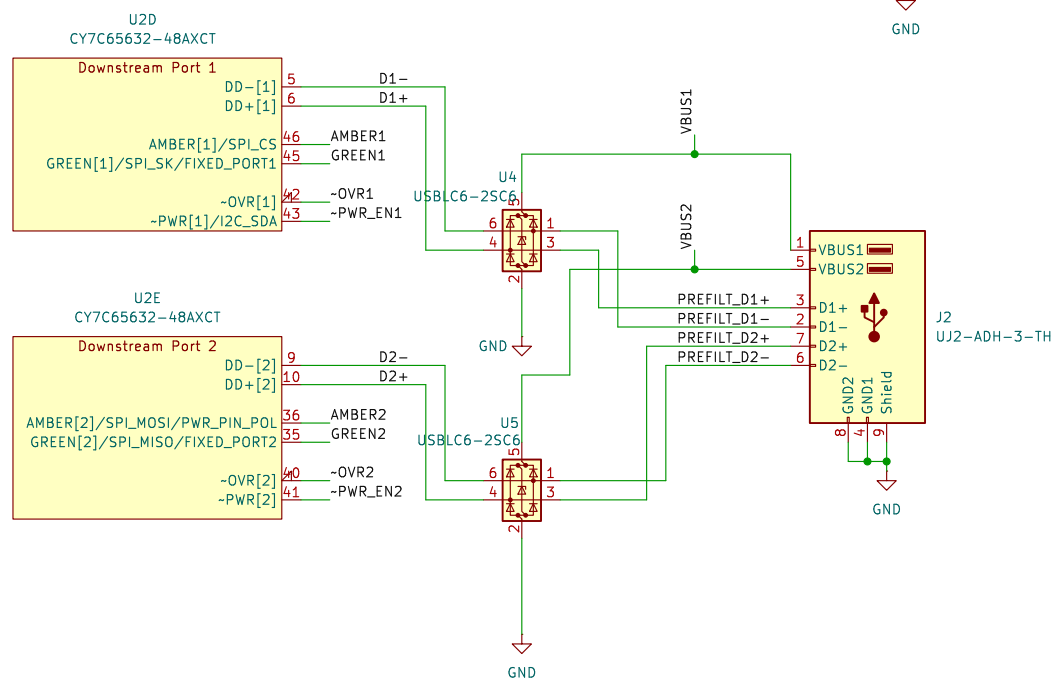 GND
U2D
CY7C65632-48AXCT
Downstream Port 1
DD-[1] 5 D1-
DD+[1] 6 D1+
AMBER[1]/SPI_CS 46 AMBER1
GREEN[1]/SPI_SK/FIXED_PORT1 45 GREEN1
~OVR[1] 42 ~OVR1
~PWR[1]/I2C_SDA 43 ~PWR_EN1
U4
USBLC6-2SC6
5
6 1
4 3
2
GND
VBUS1
VBUS2
1 VBUS1
5 VBUS2
PREFILT_D1+ 3 D1+
PREFILT_D1- 2 D1-
PREFILT_D2+ 7 D2+
PREFILT_D2- 6 D2-
GND2 GND1 Shield
8 4 9
J2
UJ2-ADH-3-TH
GND
U2E
CY7C65632-48AXCT
Downstream Port 2
DD-[2] 9 D2-
DD+[2] 10 D2+
AMBER[2]/SPI_MOSI/PWR_PIN_POL 36 AMBER2
GREEN[2]/SPI_MISO/FIXED_PORT2 35 GREEN2
~OVR[2] 40 ~OVR2
~PWR[2] 41 ~PWR_EN2
U5
USBLC6-2SC6
5
6 1
4 3
2
GND